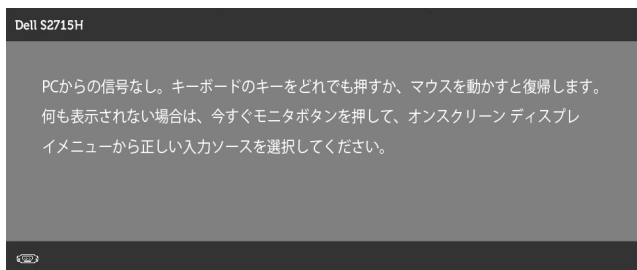 Dell S2715H
PCからの信号なし。キーボードのキーをどれでも押すか、マウスを動かすと復帰します。
何も表示されない場合は、今すぐモニタボタンを押して、オンスクリーン ディスプレ
イメニューから正しい入力ソースを選択してください。